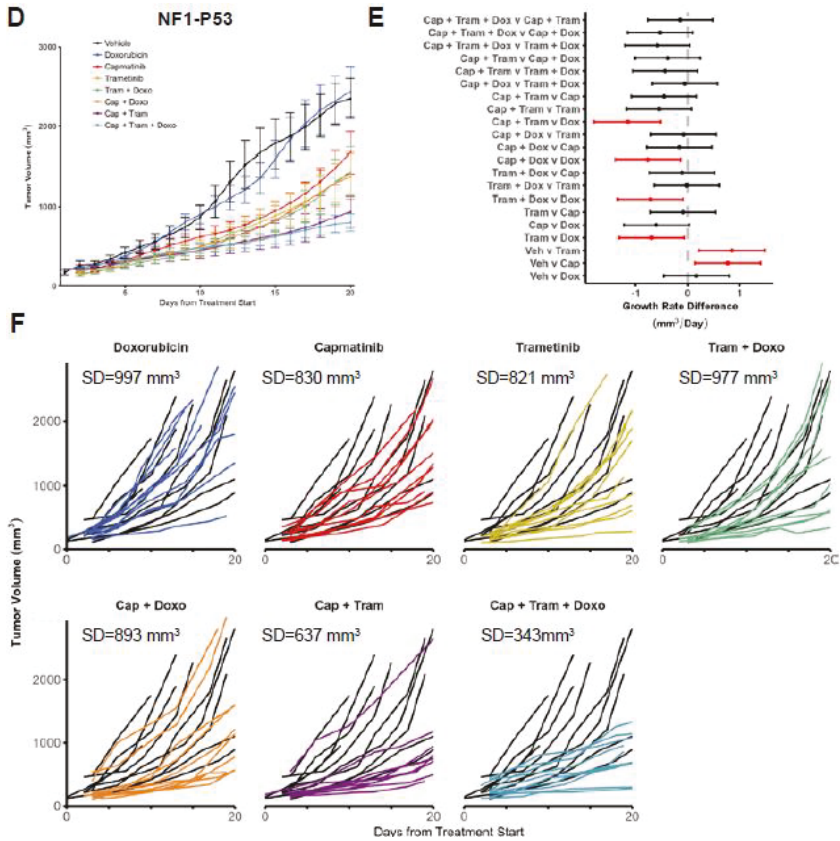 D
NF1-P53
Tumor Volume (mm³)
3000
2000
1000
0
Vehicle
Doxorubicin
Capmatinib
Trametinib
Tram + Doxo
Cap + Doxo
Cap + Tram
Cap + Tram + Doxo
5
10
15
20
Days from Treatment Start
E
Cap + Tram + Dox v Cap + Tram
Cap + Tram + Dox v Cap + Dox
Cap + Tram + Dox v Tram + Dox
Cap + Tram v Cap + Dox
Cap + Tram v Tram + Dox
Cap + Dox v Tram + Dox
Cap + Tram v Cap
Cap + Tram v Tram
Cap + Tram v Dox
Cap + Dox v Tram
Cap + Dox v Cap
Cap + Dox v Dox
Tram + Dox v Cap
Tram + Dox v Tram
Tram + Dox v Dox
Tram v Cap
Cap v Dox
Tram v Dox
Veh v Tram
Veh v Cap
Veh v Dox
-1
0
1
Growth Rate Difference
(mm³/Day)
F
Tumor Volume (mm³)
Doxorubicin
SD=997 mm³
2000
1000
0
0
20
Capmatinib
SD=830 mm³
0
20
Trametinib
SD=821 mm³
0
20
Tram + Doxo
SD=977 mm³
0
2C
Cap + Doxo
SD=893 mm³
2000
1000
0
0
20
Cap + Tram
SD=637 mm³
0
20
Cap + Tram + Doxo
SD=343mm³
0
20
Days from Treatment Start